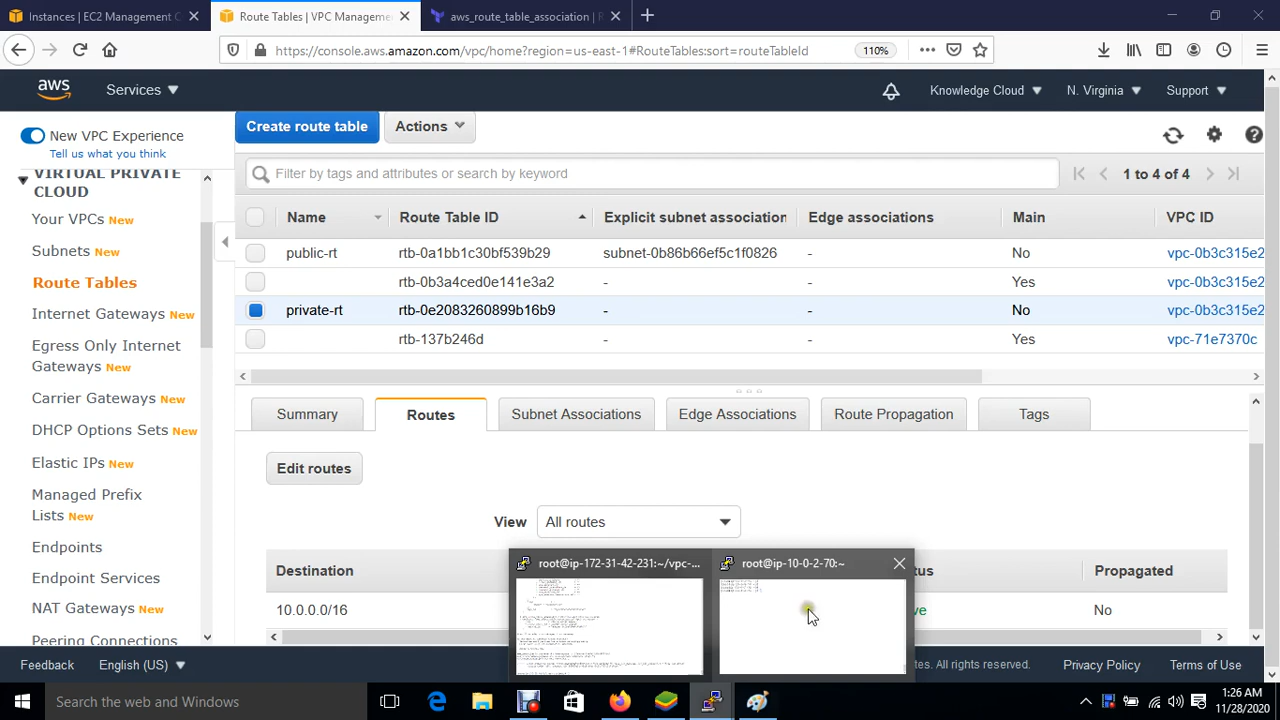 Instances | EC2 Management C
Route Tables | VPC Manageme
aws_route_table_association | R
https://console.aws.amazon.com/vpc/home?region=us-east-1#RouteTables:sort=routeTableId
110%
aws
Services
Knowledge Cloud
N. Virginia
Support
New VPC Experience
Tell us what you think
VIRTUAL PRIVATE
CLOUD
Your VPCs New
Subnets New
Route Tables
Internet Gateways New
Egress Only Internet
Gateways New
Carrier Gateways New
DHCP Options Sets New
Elastic IPs New
Managed Prefix
Lists New
Endpoints
Endpoint Services
NAT Gateways New
Peering Connections
Create route table
Actions
Filter by tags and attributes or search by keyword
1 to 4 of 4
Name Route Table ID Explicit subnet association Edge associations Main VPC ID
public-rt rtb-0a1bb1c30bf539b29 subnet-0b86b66ef5c1f0826 - No vpc-0b3c315e2
rtb-0b3a4ced0e141e3a2 - - Yes vpc-0b3c315e2
private-rt rtb-0e2083260899b16b9 - - No vpc-0b3c315e2
rtb-137b246d - - Yes vpc-71e7370c
Summary
Routes
Subnet Associations
Edge Associations
Route Propagation
Tags
Edit routes
View All routes
Destination tus Propagated
10.0.0.0/16 ve No
root@ip-172-31-42-231:~/vpc-...
root@ip-10-0-2-70:~
Feedback
English (US)
tes. All rights reserved.
Privacy Policy
Terms of Use
Search the web and Windows
1:26 AM
11/28/2020